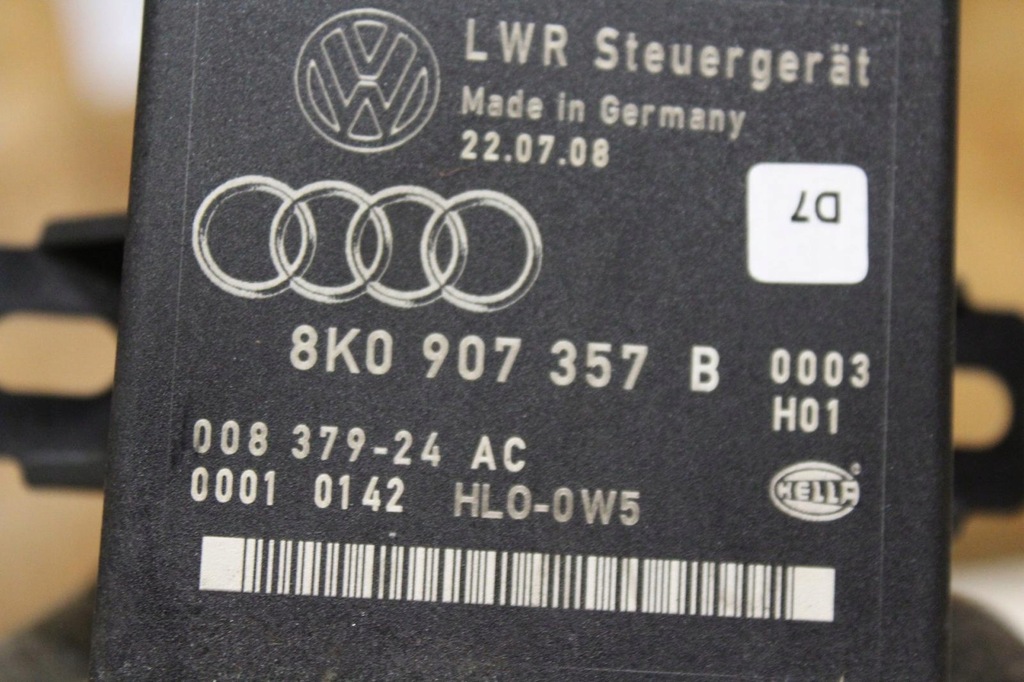 LWR Steuergerät
Made in Germany
22.07.08
D7
8K0 907 357 B
0003
H01
008 379-24 AC
0001 0142 HLO-0W5
HELLA